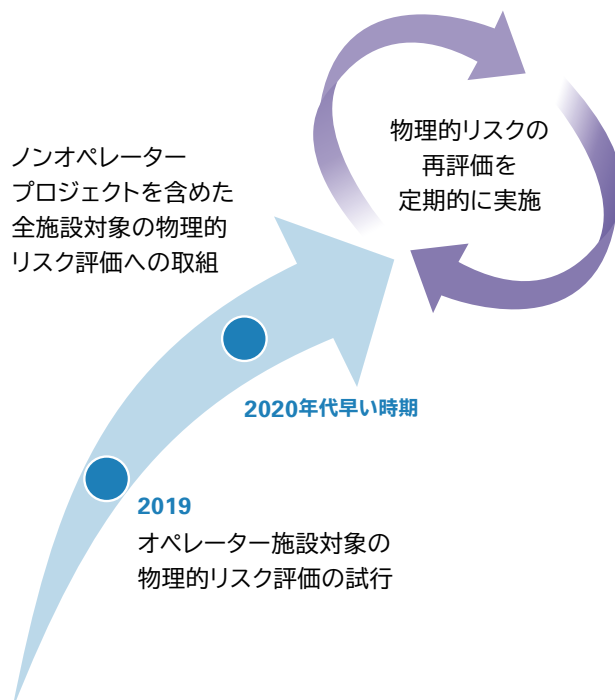 物理的リスクの
再評価を
定期的に実施
ノンオペレーター
プロジェクトを含めた
全施設対象の物理的
リスク評価への取組
2020年代早い時期
2019
オペレーター施設対象の
物理的リスク評価の試行